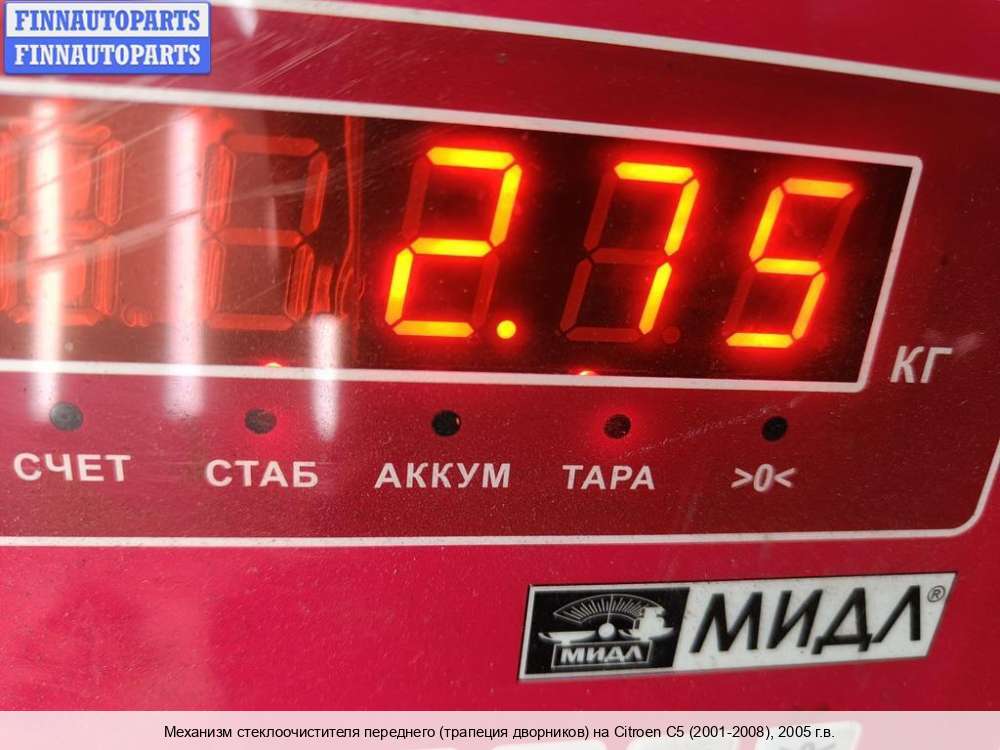 FINNAUTOPARTS
FINNAUTOPARTS
2.75
КГ
СЧЕТ СТАБ АККУМ ТАРА >0<
МИДЛ МИДЛ®
Механизм стеклоочистителя переднего (трапеция дворников) на Citroen C5 (2001-2008), 2005 г.в.